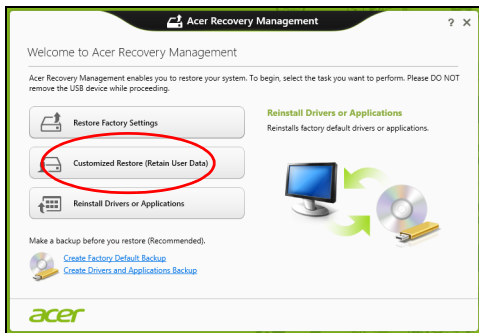 Acer Recovery Management
? ×
Welcome to Acer Recovery Management
Acer Recovery Management enables you to restore your system. To begin, select the task you want to perform. Please DO NOT
remove the USB device while proceeding.
Restore Factory Settings
Customized Restore (Retain User Data)
Reinstall Drivers or Applications
Reinstall Drivers or Applications
Reinstalls factory default drivers or applications.
Make a backup before you restore (Recommended).
Create Factory Default Backup
Create Drivers and Applications Backup
acer